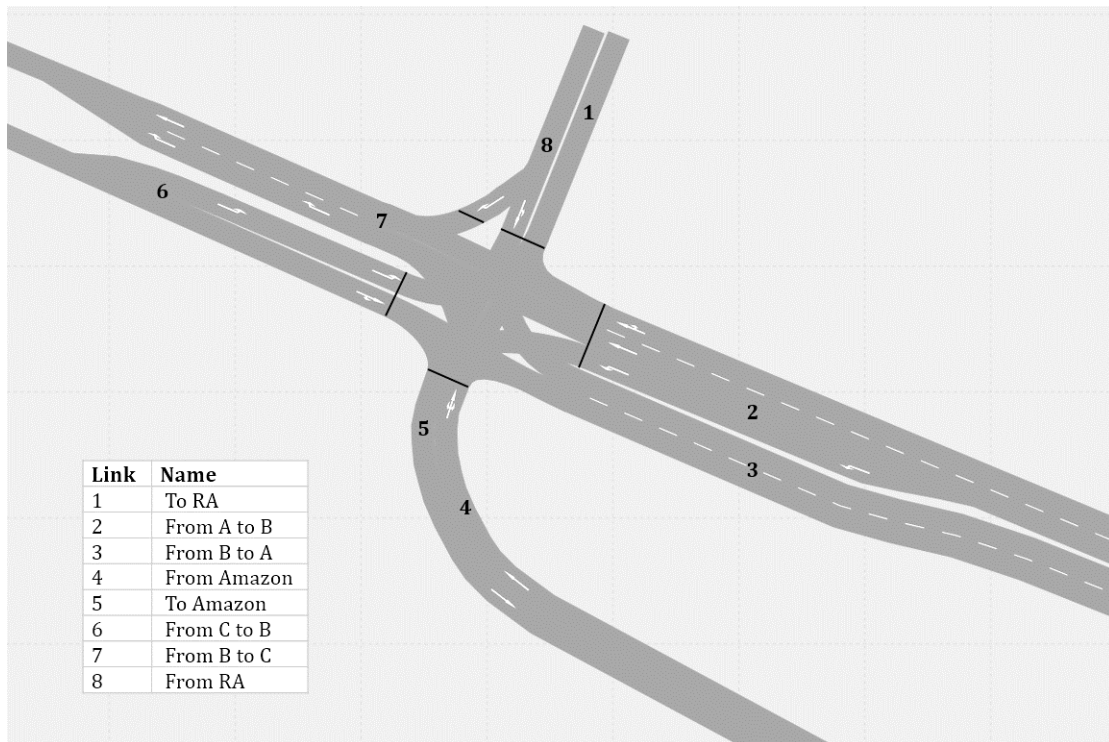 1
8
6
7
2
5
3
4
Link Name
1 To RA
2 From A to B
3 From B to A
4 From Amazon
5 To Amazon
6 From C to B
7 From B to C
8 From RA